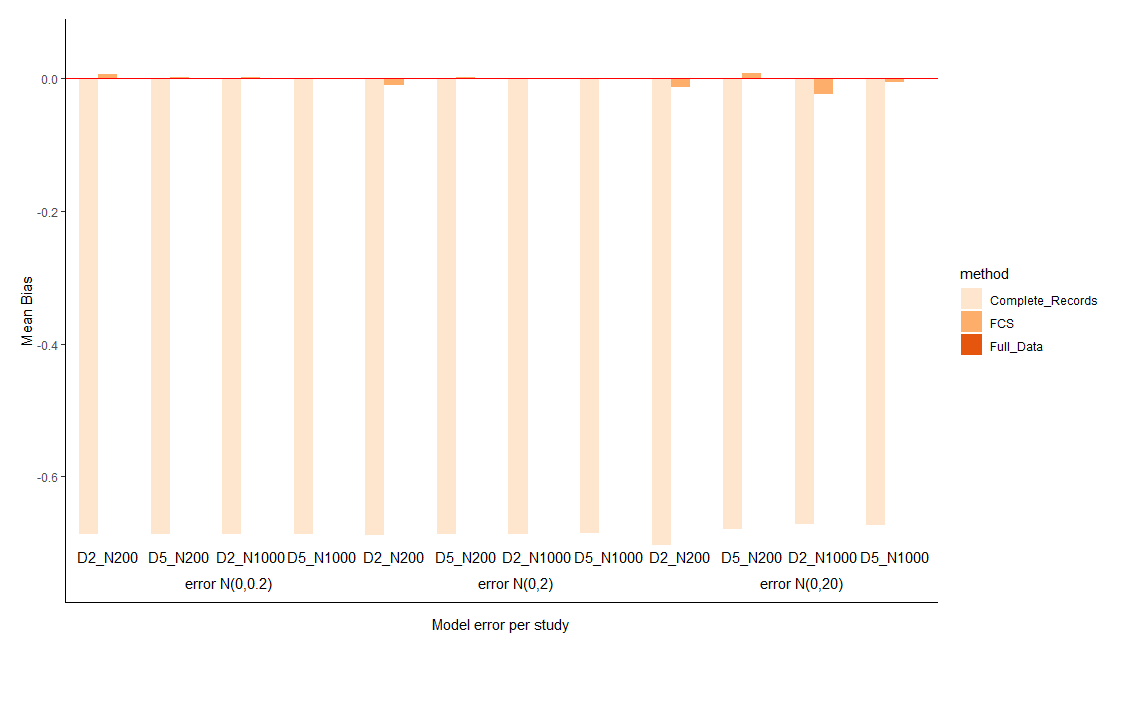 0.0
-0.2
-0.4
-0.6
Mean Bias
D2_N200 D5_N200 D2_N1000 D5_N1000 D2_N200 D5_N200 D2_N1000 D5_N1000 D2_N200 D5_N200 D2_N1000 D5_N1000
error N(0,0.2) error N(0,2) error N(0,20)
Model error per study
method
Complete_Records
FCS
Full_Data